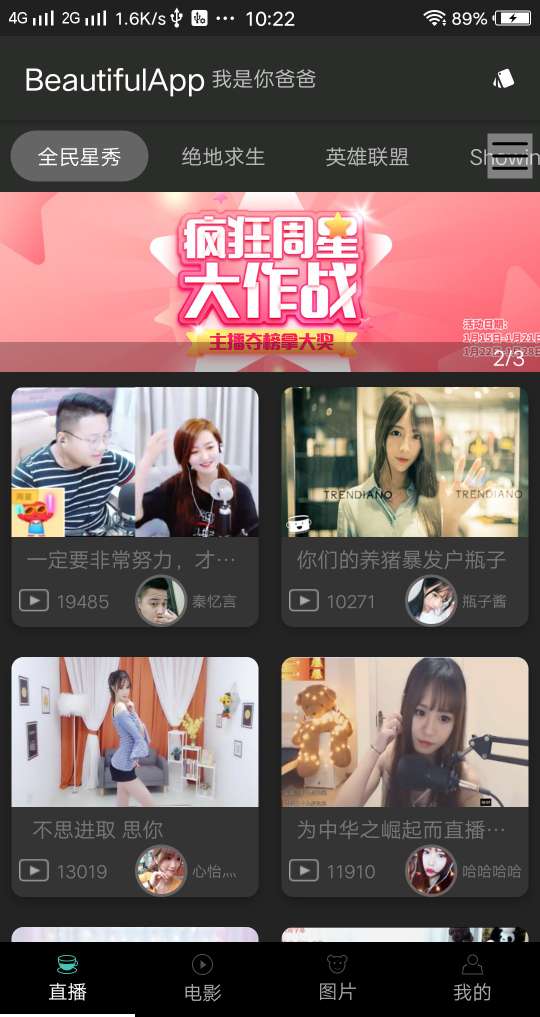 4G 2G 1.6K/s 10:22 89%
BeautifulApp 我是你爸爸
全民星秀 绝地求生 英雄联盟 Showin
疯狂周星
大作战
主播夺榜拿大奖
活动日期:
1月15日-1月21日
1月22日-1月28日
2/3
周星
TRENDIANO TRENDIANO
一定要非常努力，才…
你们的养猪暴发户瓶子
19485 秦忆言
10271 瓶子酱
不思进取 思你
为中华之崛起而直播…
13019 心怡灬
11910 哈哈哈哈
直播 电影 图片 我的